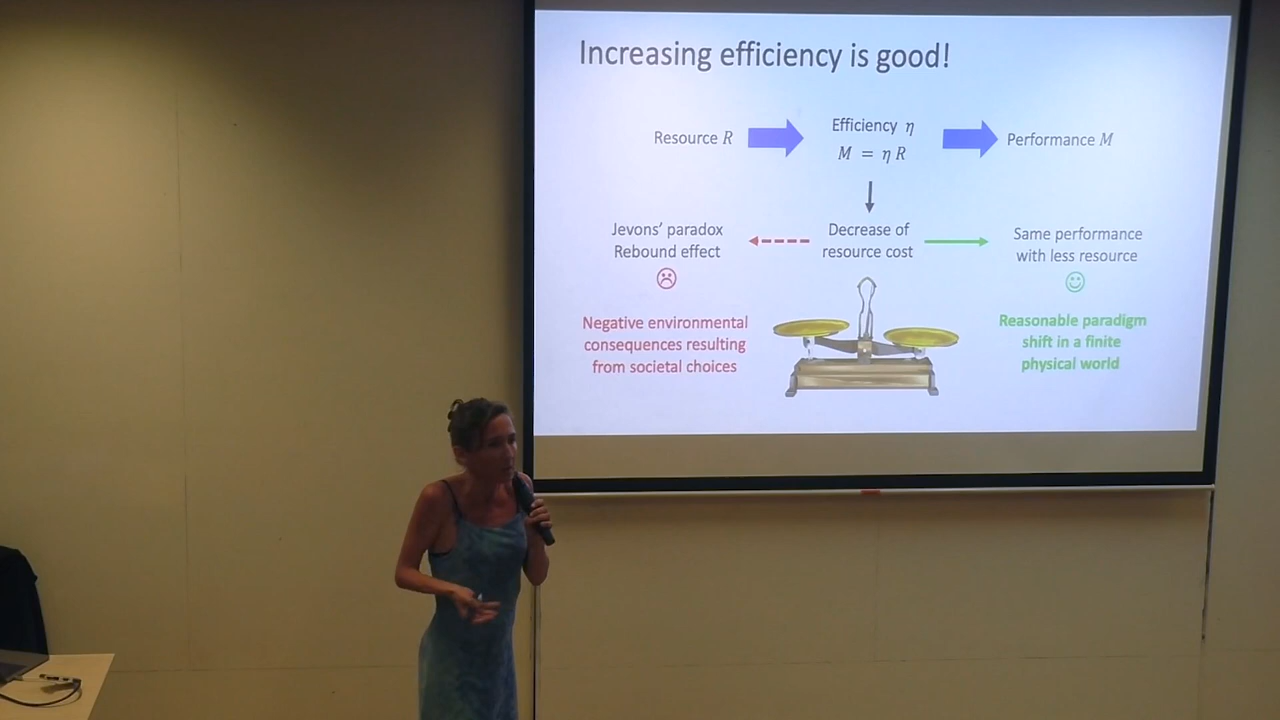 Increasing efficiency is good!
Resource R
Efficiency η
M = η R
Performance M
Jevons' paradox
Rebound effect
Decrease of
resource cost
Same performance
with less resource
Negative environmental
consequences resulting
from societal choices
Reasonable paradigm
shift in a finite
physical world